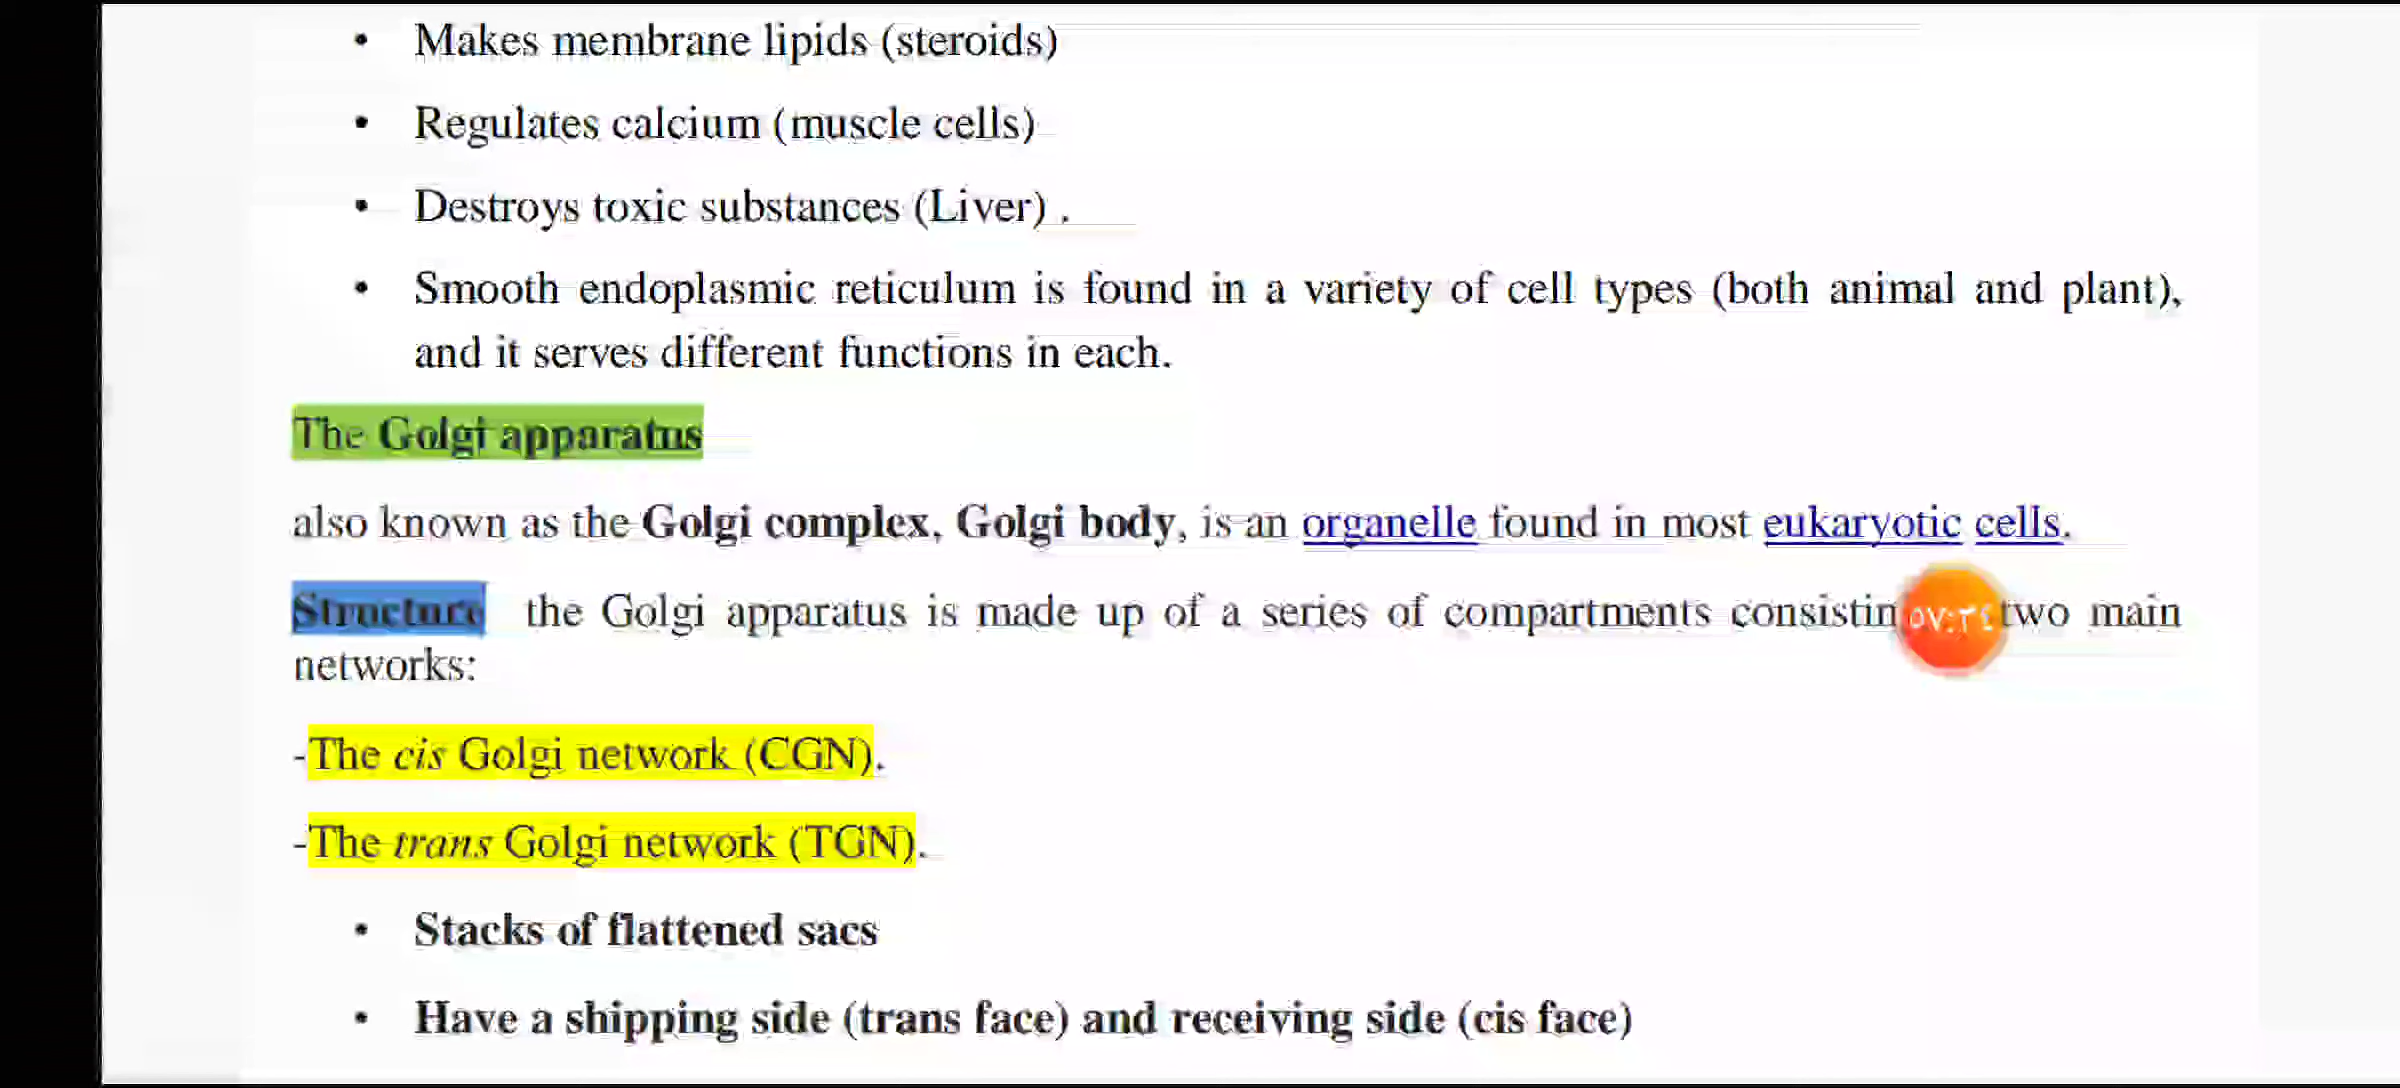 • Makes membrane lipids (steroids)
• Regulates calcium (muscle cells)
• Destroys toxic substances (Liver) .
• Smooth endoplasmic reticulum is found in a variety of cell types (both animal and plant),
and it serves different functions in each.
The Golgi apparatus
also known as the Golgi complex, Golgi body, is an organelle found in most eukaryotic cells.
Structure the Golgi apparatus is made up of a series of compartments consistin ٥٧:٢٤ two main
networks:
-The cis Golgi network (CGN).
-The trans Golgi network (TGN).
• Stacks of flattened sacs
• Have a shipping side (trans face) and receiving side (cis face)